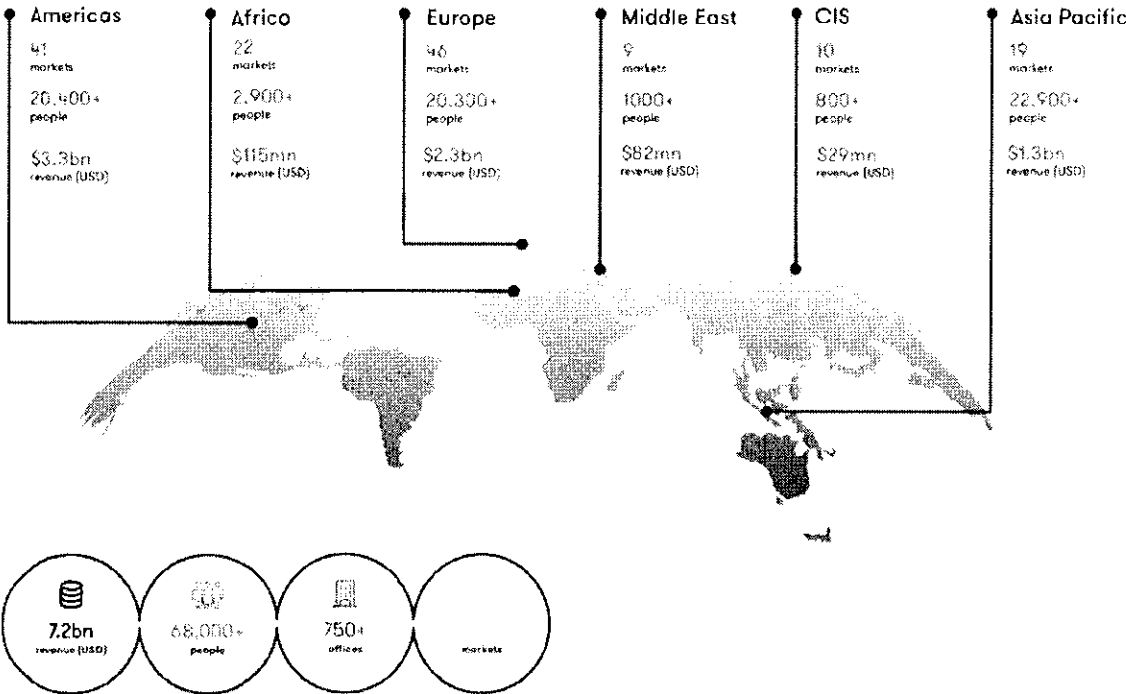 Americas
41
markets
20,400+
people
$3.3bn
revenue (USD)
Africa
22
markets
2,900+
people
$115mn
revenue (USD)
Europe
46
markets
20,300+
people
$2.3bn
revenue (USD)
Middle East
9
markets
1000+
people
$82mn
revenue (USD)
CIS
10
markets
800+
people
$29mn
revenue (USD)
Asia Pacific
19
markets
22,900+
people
$1.3bn
revenue (USD)
7.2bn
revenue (USD)
68,000+
people
750+
offices
markets